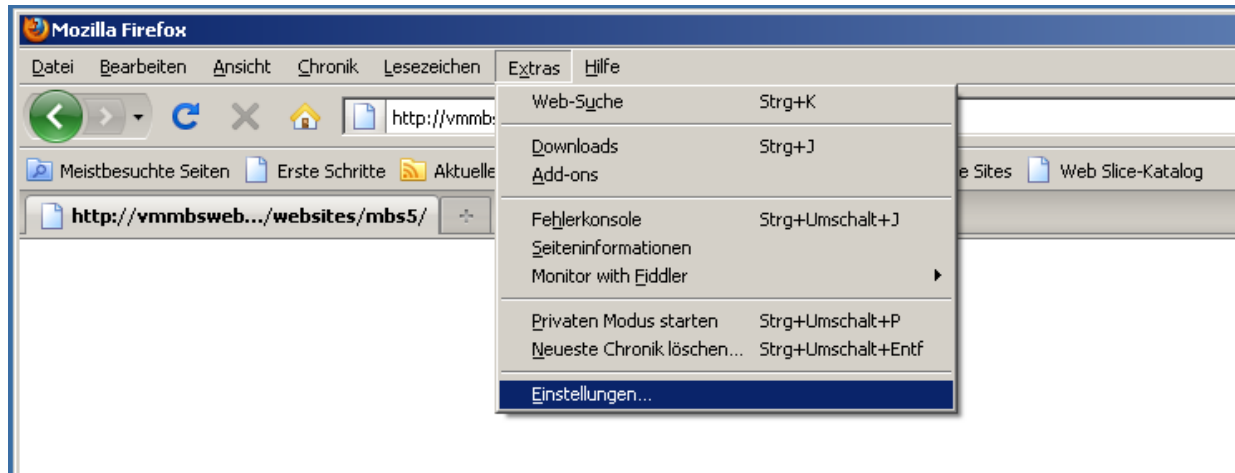 Mozilla Firefox
Datei Bearbeiten Ansicht Chronik Lesezeichen Extras Hilfe
http://vmmb
Meistbesuchte Seiten Erste Schritte Aktuelle e Sites Web Slice-Katalog
http://vmmbsweb.../websites/mbs5/
Web-Suche Strg+K
Downloads Strg+J
Add-ons
Fehlerkonsole Strg+Umschalt+J
Seiteninformationen
Monitor with Fiddler
Privaten Modus starten Strg+Umschalt+P
Neueste Chronik löschen... Strg+Umschalt+Entf
Einstellungen...